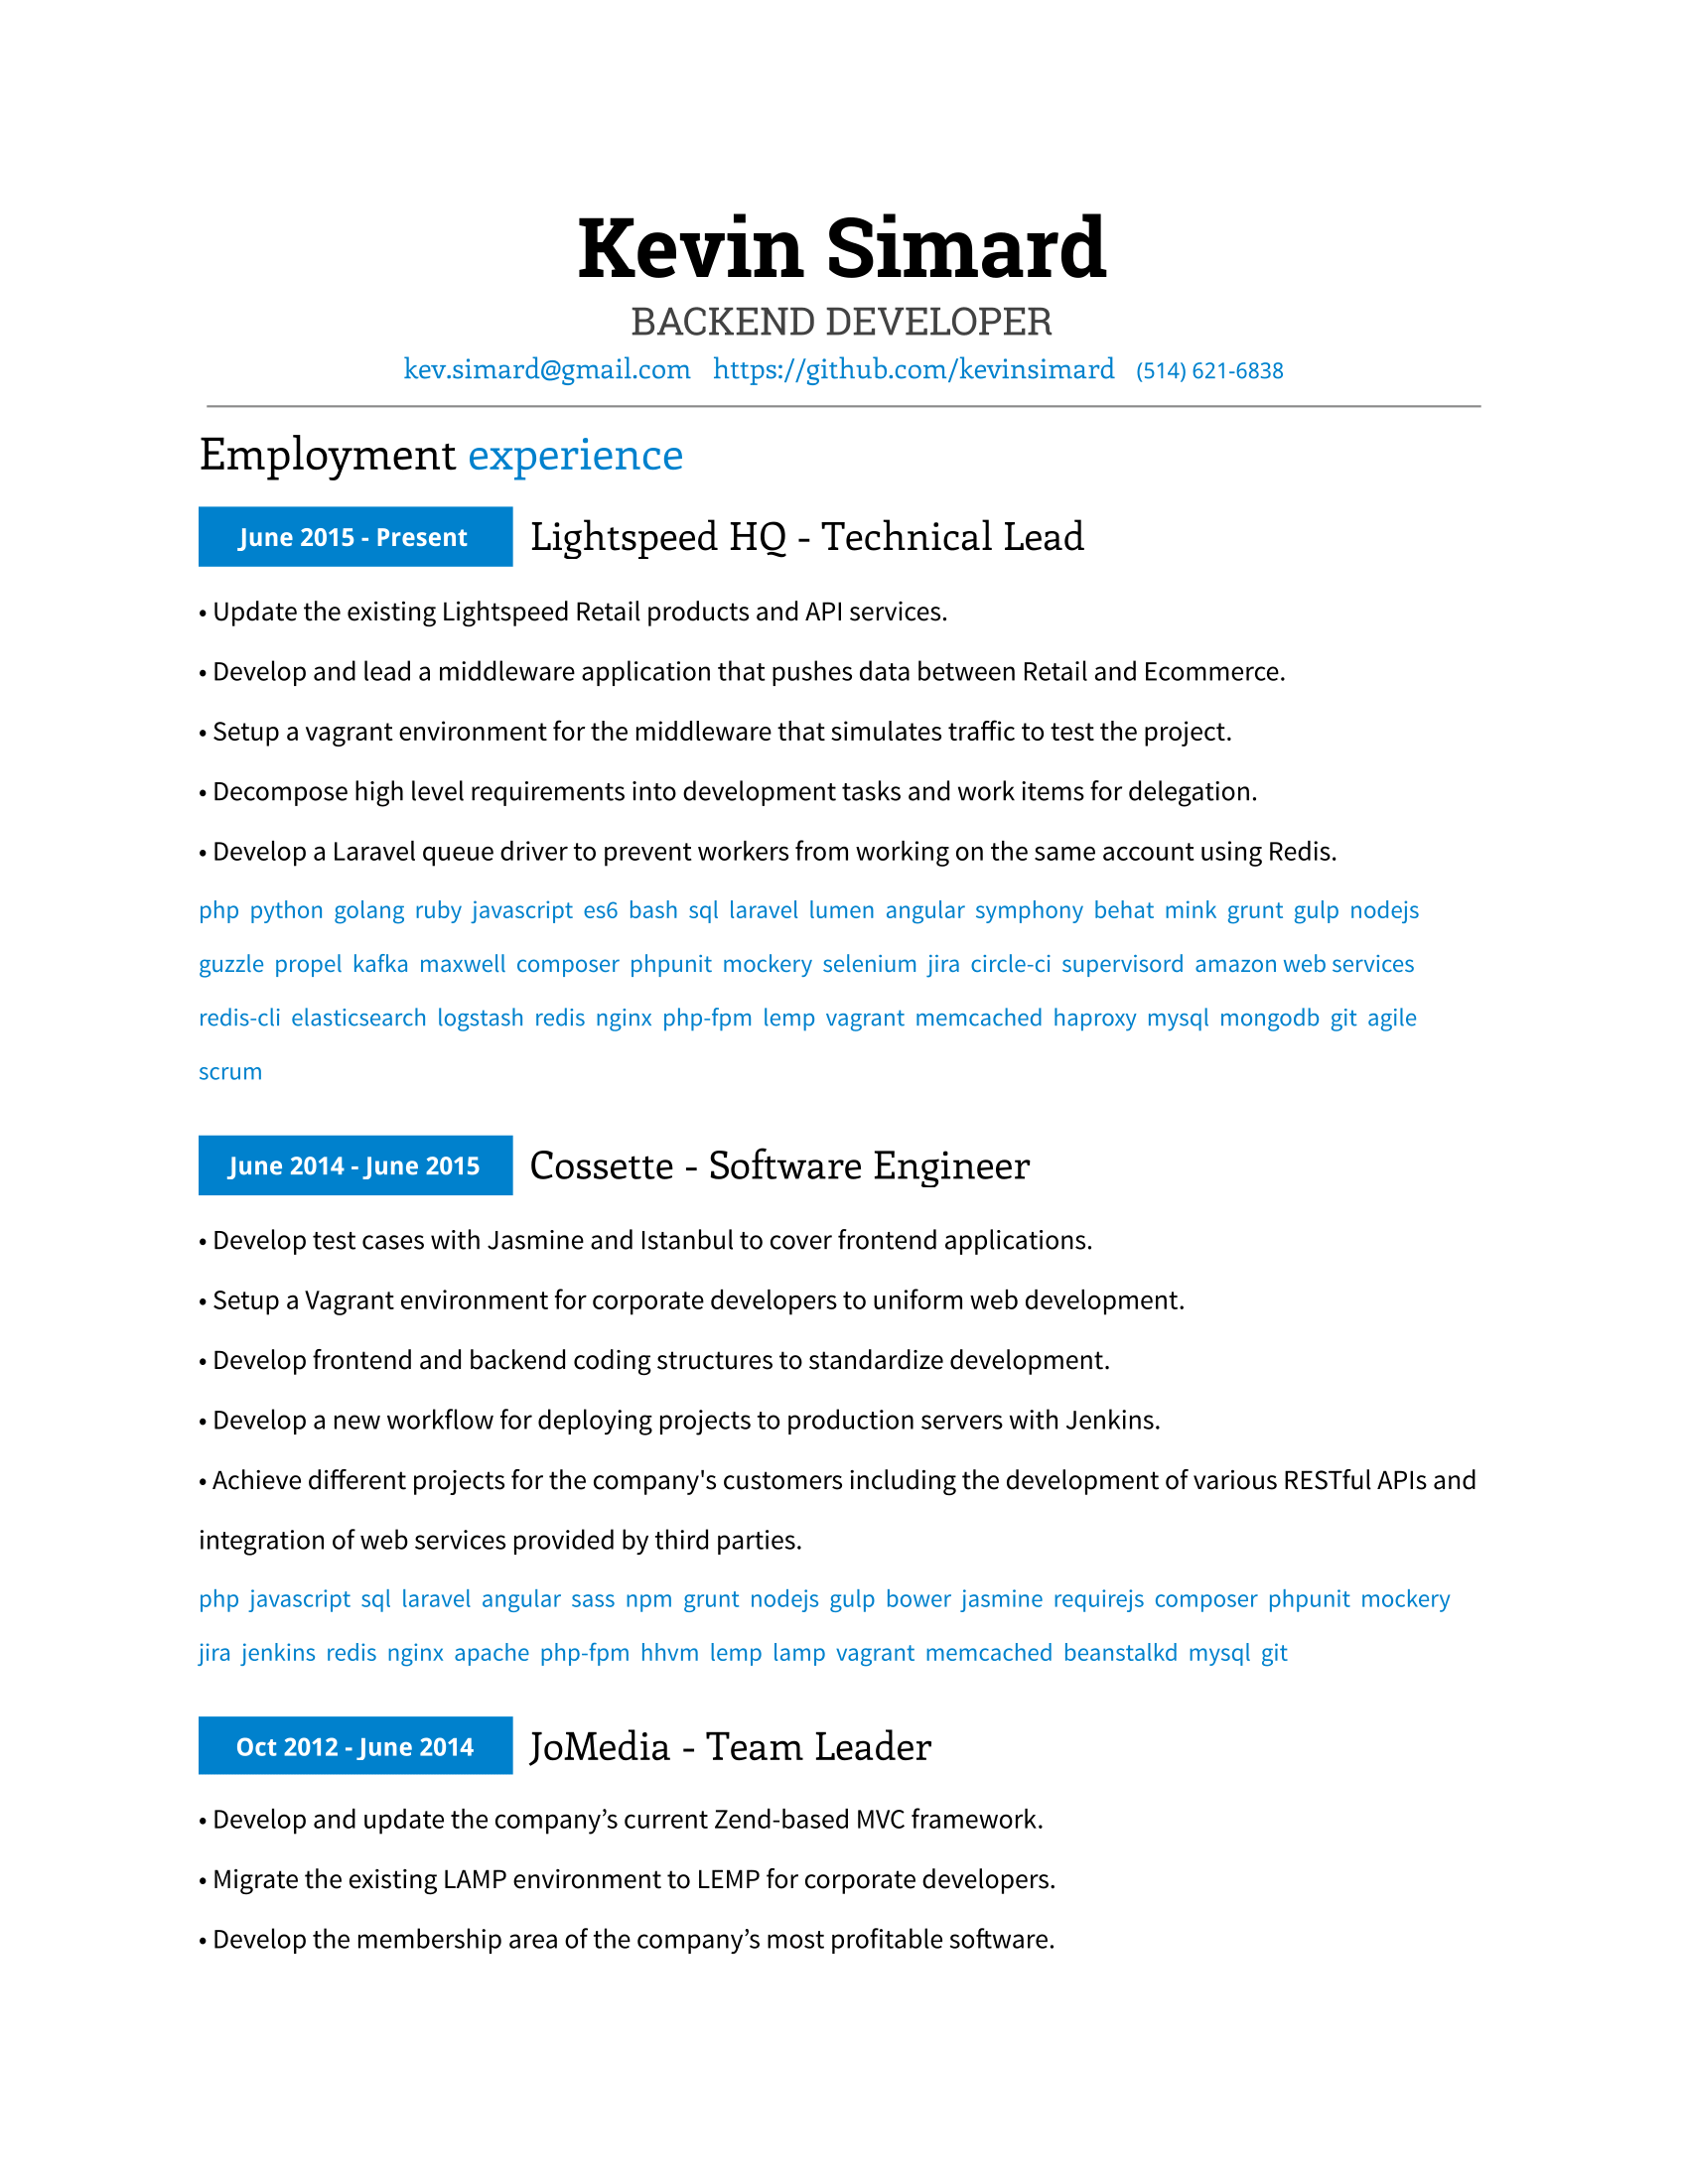 Kevin Simard
BACKEND DEVELOPER
kev.simard@gmail.com https://github.com/kevinsimard (514) 621-6838
Employment experience
June 2015 - Present Lightspeed HQ - Technical Lead
• Update the existing Lightspeed Retail products and API services.
• Develop and lead a middleware application that pushes data between Retail and Ecommerce.
• Setup a vagrant environment for the middleware that simulates traffic to test the project.
• Decompose high level requirements into development tasks and work items for delegation.
• Develop a Laravel queue driver to prevent workers from working on the same account using Redis.
php python golang ruby javascript es6 bash sql laravel lumen angular symphony behat mink grunt gulp nodejs
guzzle propel kafka maxwell composer phpunit mockery selenium jira circle-ci supervisord amazon web services
redis-cli elasticsearch logstash redis nginx php-fpm lemp vagrant memcached haproxy mysql mongodb git agile
scrum
June 2014 - June 2015 Cossette - Software Engineer
• Develop test cases with Jasmine and Istanbul to cover frontend applications.
• Setup a Vagrant environment for corporate developers to uniform web development.
• Develop frontend and backend coding structures to standardize development.
• Develop a new workflow for deploying projects to production servers with Jenkins.
• Achieve different projects for the company's customers including the development of various RESTful APIs and
integration of web services provided by third parties.
php javascript sql laravel angular sass npm grunt nodejs gulp bower jasmine requirejs composer phpunit mockery
jira jenkins redis nginx apache php-fpm hhvm lemp lamp vagrant memcached beanstalkd mysql git
Oct 2012 - June 2014 JoMedia - Team Leader
• Develop and update the company’s current Zend-based MVC framework.
• Migrate the existing LAMP environment to LEMP for corporate developers.
• Develop the membership area of the company’s most profitable software.